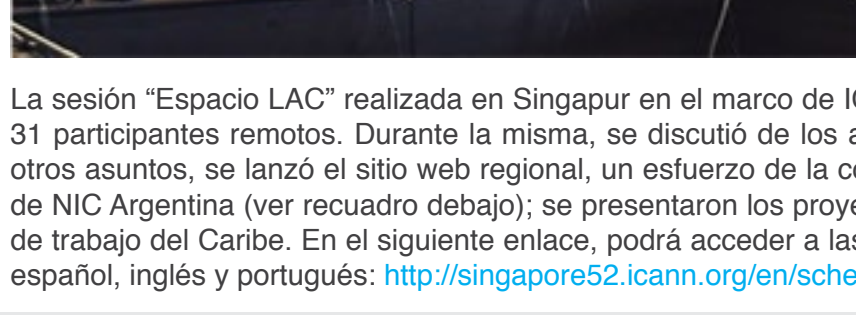 La sesión “Espacio LAC” realizada en Singapur en el marco de
31 participantes remotos. Durante la misma, se discutió de los
otros asuntos, se lanzó el sitio web regional, un esfuerzo de la
de NIC Argentina (ver recuadro debajo); se presentaron los
de trabajo del Caribe. En el siguiente enlace, podrá acceder a las
español, inglés y portugués: http://singapore52.icann.org/en/sche